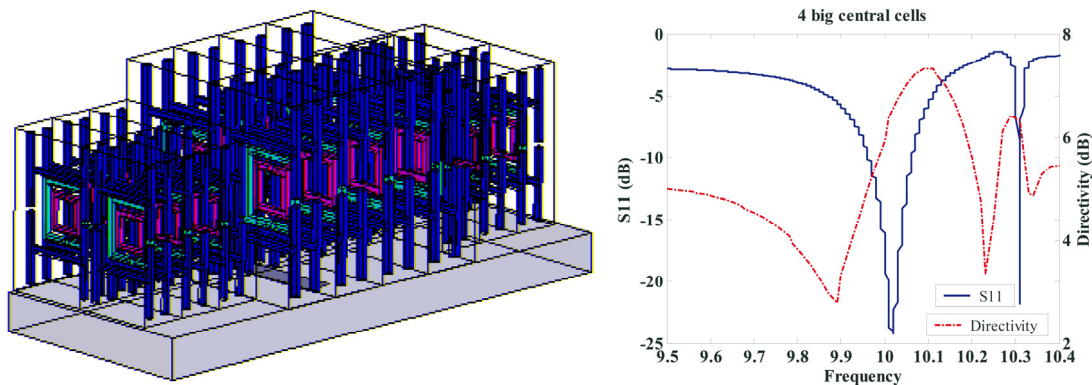 4 big central cells
0
-5
-10
-15
-20
-25
S11 (dB)
8
6
4
2
Directivity (dB)
S11
Directivity
9.5 9.6 9.7 9.8 9.9 10 10.1 10.2 10.3 10.4
Frequency